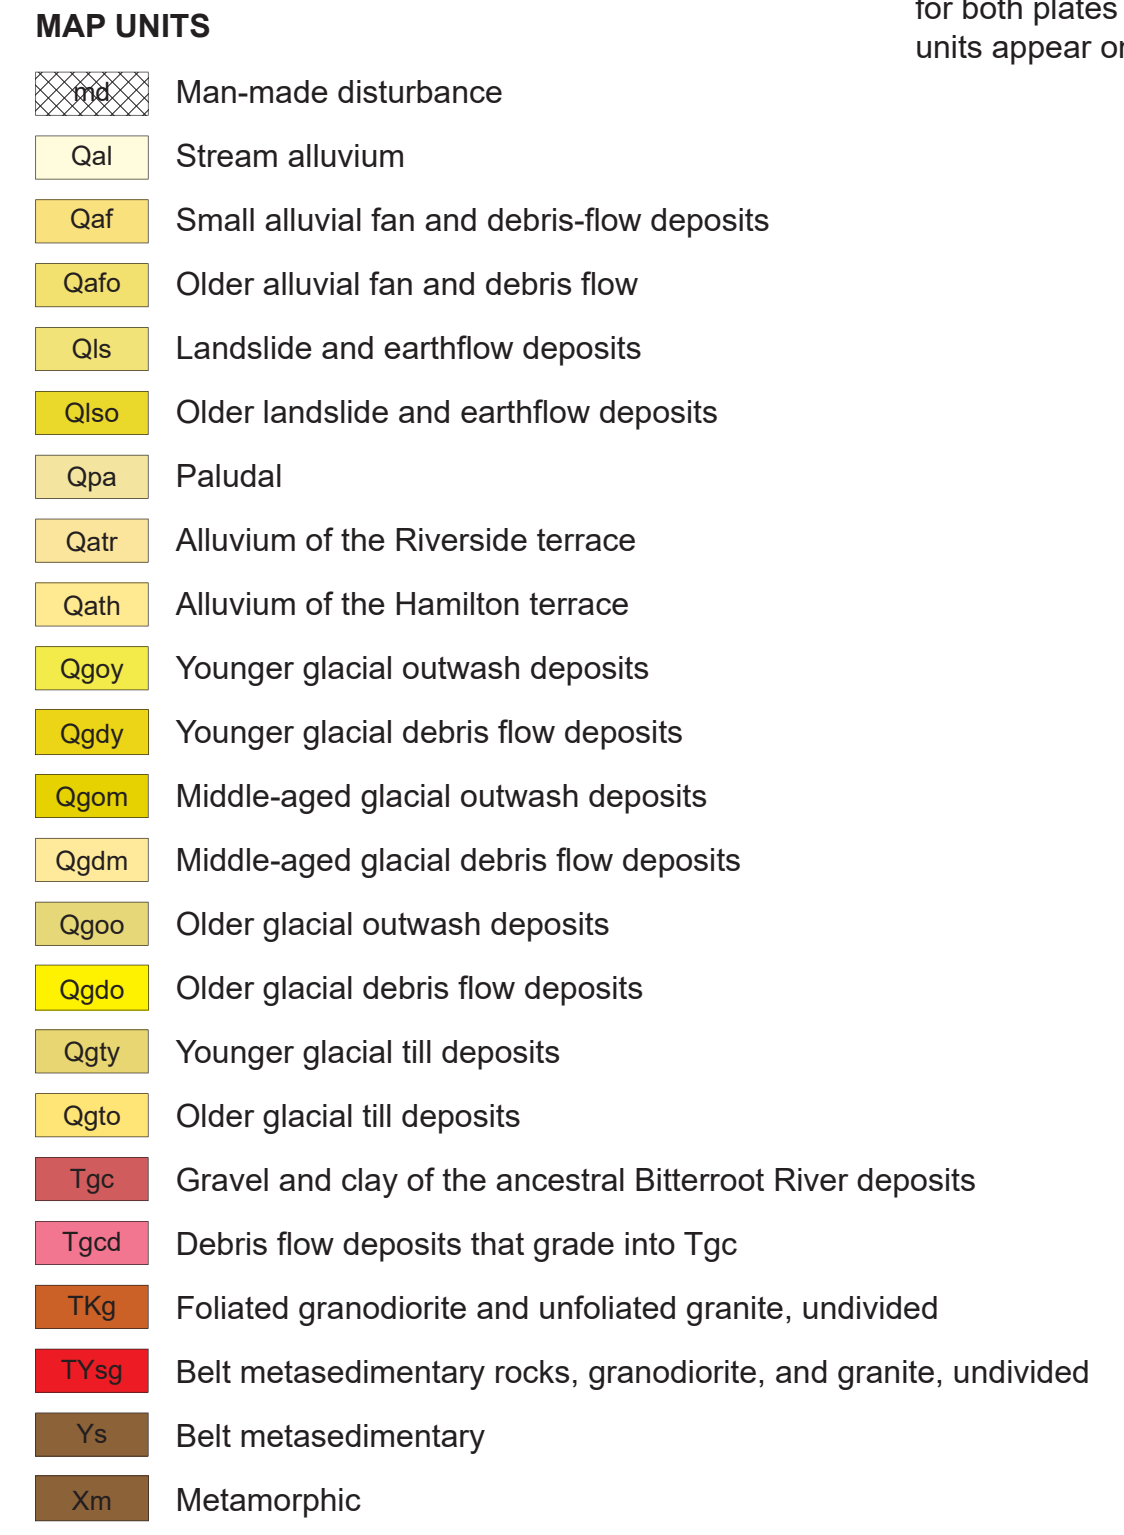 for both plates
MAP UNITS
units appear or
md Man-made disturbance
Qal Stream alluvium
Qaf Small alluvial fan and debris-flow deposits
Qafo Older alluvial fan and debris flow
Qls Landslide and earthflow deposits
Qlso Older landslide and earthflow deposits
Qpa Paludal
Qatr Alluvium of the Riverside terrace
Qath Alluvium of the Hamilton terrace
Qgoy Younger glacial outwash deposits
Qgdy Younger glacial debris flow deposits
Qgom Middle-aged glacial outwash deposits
Qgdm Middle-aged glacial debris flow deposits
Qgoo Older glacial outwash deposits
Qgdo Older glacial debris flow deposits
Qgty Younger glacial till deposits
Qgto Older glacial till deposits
Tgc Gravel and clay of the ancestral Bitterroot River deposits
Tgcd Debris flow deposits that grade into Tgc
TKg Foliated granodiorite and unfoliated granite, undivided
TYsg Belt metasedimentary rocks, granodiorite, and granite, undivided
Ys Belt metasedimentary
Xm Metamorphic